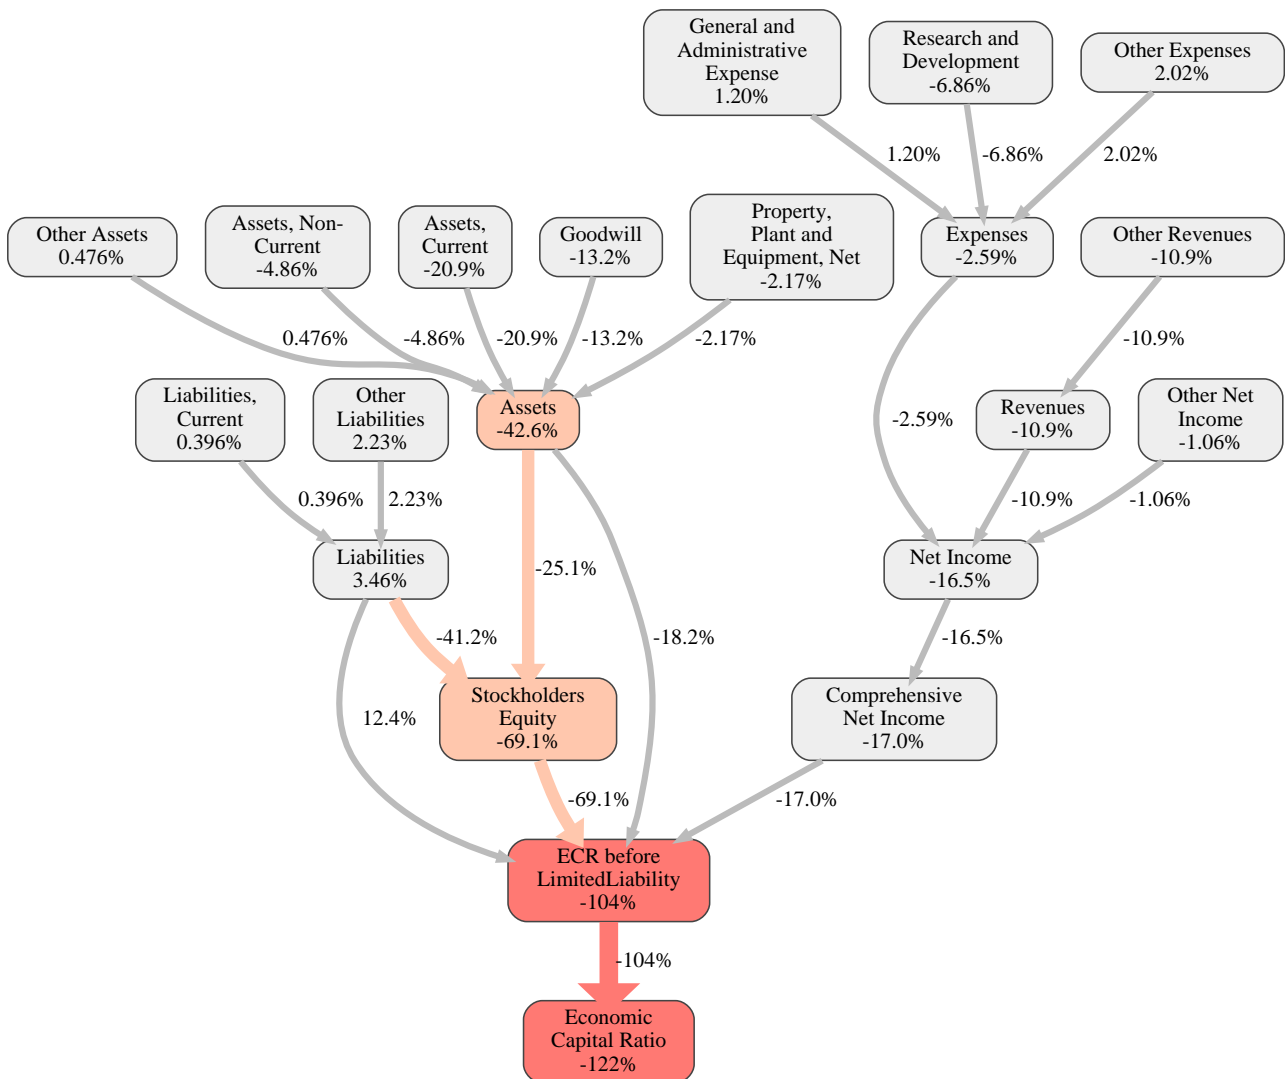 General and
Administrative
Expense
1.20%
Research and
Development
-6.86%
Other Expenses
2.02%
1.20%
-6.86%
2.02%
Other Assets
0.476%
Assets, Non-
Current
-4.86%
Assets,
Current
-20.9%
Goodwill
-13.2%
Property,
Plant and
Equipment, Net
-2.17%
Expenses
-2.59%
Other Revenues
-10.9%
0.476%
-4.86%
-20.9%
-13.2%
-2.17%
-10.9%
Liabilities,
Current
0.396%
Other
Liabilities
2.23%
Assets
-42.6%
-2.59%
Revenues
-10.9%
Other Net
Income
-1.06%
0.396%
2.23%
-10.9%
-1.06%
Liabilities
3.46%
-25.1%
Net Income
-16.5%
-41.2%
-18.2%
-16.5%
12.4%
Stockholders
Equity
-69.1%
Comprehensive
Net Income
-17.0%
-69.1%
-17.0%
ECR before
LimitedLiability
-104%
-104%
Economic
Capital Ratio
-122%